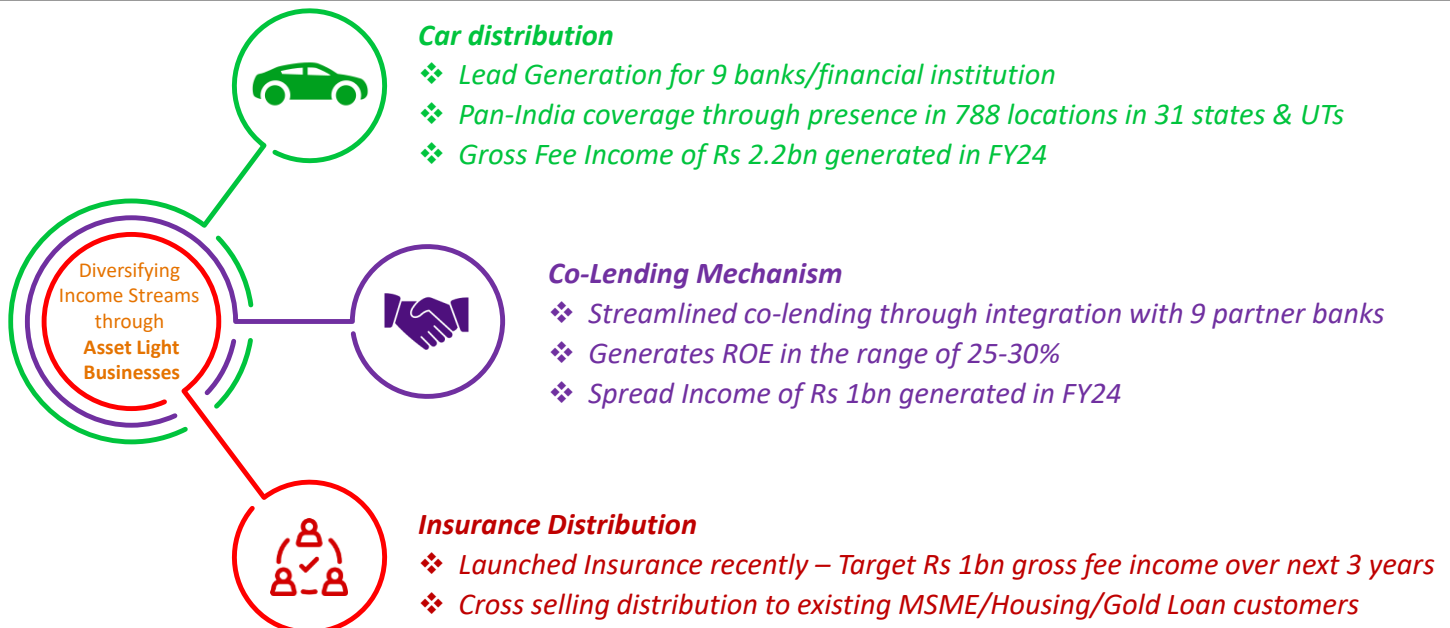 Car distribution
❖ Lead Generation for 9 banks/financial institution
❖ Pan-India coverage through presence in 788 locations in 31 states & UTs
❖ Gross Fee Income of Rs 2.2bn generated in FY24
Diversifying
Income Streams
through
Asset Light
Businesses
Co-Lending Mechanism
❖ Streamlined co-lending through integration with 9 partner banks
❖ Generates ROE in the range of 25-30%
❖ Spread Income of Rs 1bn generated in FY24
Insurance Distribution
❖ Launched Insurance recently – Target Rs 1bn gross fee income over next 3 years
❖ Cross selling distribution to existing MSME/Housing/Gold Loan customers